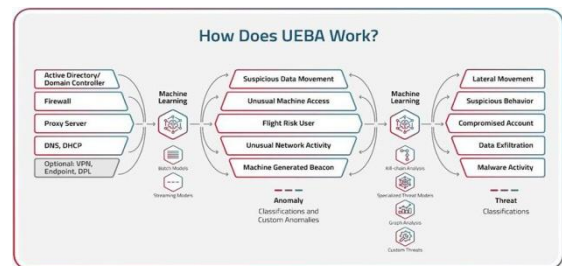 How Does UEBA Work?
Active Directory/
Domain Controller
Firewall
Proxy Server
DNS, DHCP
Optional: VPN,
Endpoint, DPL
Machine
Learning
Batch Models
Streaming Models
Suspicious Data Movement
Unusual Machine Access
Flight Risk User
Unusual Network Activity
Machine Generated Beacon
Anomaly
Classifications and
Custom Anomalies
Machine
Learning
Kill-chain Analysis
Specialized Threat Models
Graph Analysis
Custom Threats
Lateral Movement
Suspicious Behavior
Compromised Account
Data Exfiltration
Malware Activity
Threat
Classifications